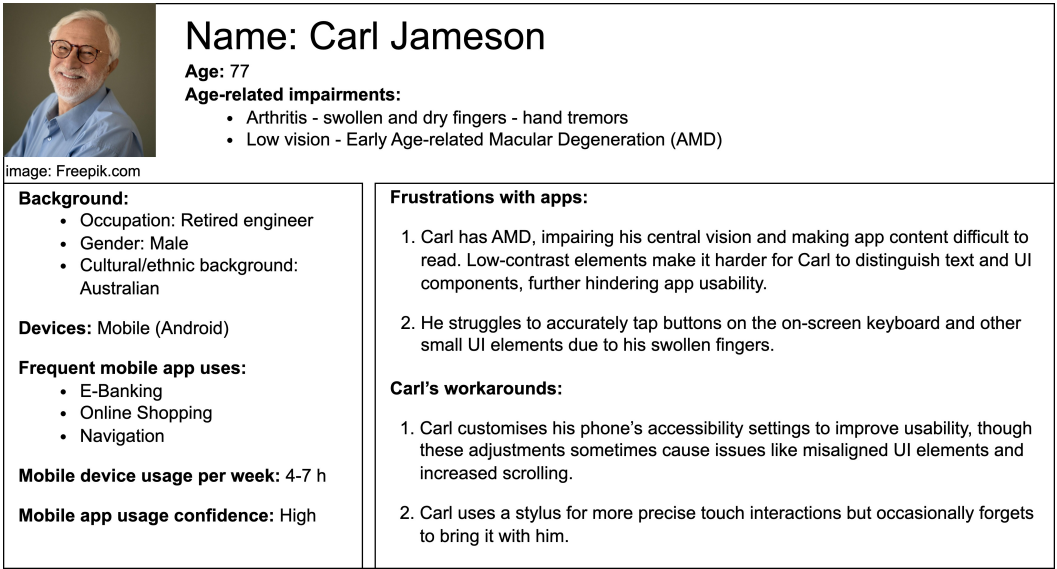 Name: Carl Jameson
Age: 77
Age-related impairments:
• Arthritis - swollen and dry fingers - hand tremors
• Low vision - Early Age-related Macular Degeneration (AMD)
image: Freepik.com
Background:
• Occupation: Retired engineer
• Gender: Male
• Cultural/ethnic background:
Australian
Devices: Mobile (Android)
Frequent mobile app uses:
• E-Banking
• Online Shopping
• Navigation
Mobile device usage per week: 4-7 h
Mobile app usage confidence: High
Frustrations with apps:
1. Carl has AMD, impairing his central vision and making app content difficult to
read. Low-contrast elements make it harder for Carl to distinguish text and UI
components, further hindering app usability.
2. He struggles to accurately tap buttons on the on-screen keyboard and other
small UI elements due to his swollen fingers.
Carl’s workarounds:
1. Carl customises his phone’s accessibility settings to improve usability, though
these adjustments sometimes cause issues like misaligned UI elements and
increased scrolling.
2. Carl uses a stylus for more precise touch interactions but occasionally forgets
to bring it with him.